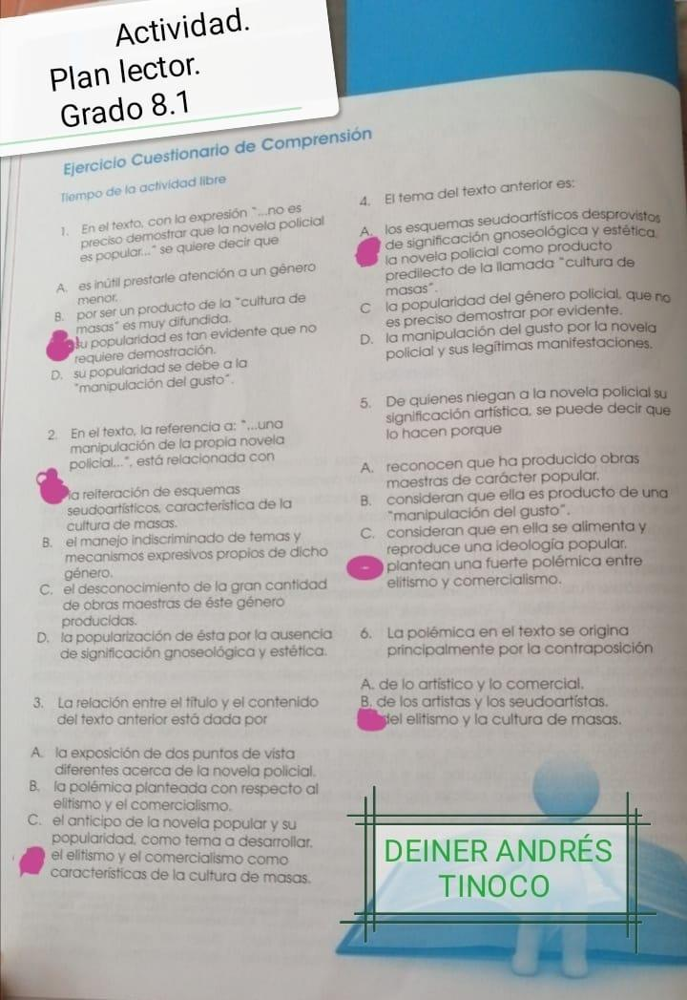 Actividad.
Plan lector.
Grado 8.1
Ejercicio Cuestionario de Comprensión
Tiempo de la actividad libre
1. En el texto, con la expresión "...no es
preciso demostrar que la novela policial
es popular..." se quiere decir que
A. es inútil prestarle atención a un género
menor.
B. por ser un producto de la "cultura de
masas" es muy difundida.
su popularidad es tan evidente que no
requiere demostración.
D. su popularidad se debe a la
"manipulación del gusto".
2. En el texto, la referencia a: "...una
manipulación de la propia novela
policial...", está relacionada con
la reiteración de esquemas
seudoartísticos, característica de la
cultura de masas.
B. el manejo indiscriminado de temas y
mecanismos expresivos propios de dicho
género.
C. el desconocimiento de la gran cantidad
de obras maestras de éste género
producidas.
D. la popularización de ésta por la ausencia
de significación gnoseológica y estética.
3. La relación entre el título y el contenido
del texto anterior está dada por
A. la exposición de dos puntos de vista
diferentes acerca de la novela policial.
B. la polémica planteada con respecto al
elitismo y el comercialismo.
C. el anticipo de la novela popular y su
popularidad, como tema a desarrollar.
el elitismo y el comercialismo como
características de la cultura de masas.
4. El tema del texto anterior es:
A. los esquemas seudoartísticos desprovistos
de significación gnoseológica y estética.
la novela policial como producto
predilecto de la llamada "cultura de
masas".
C la popularidad del género policial, que no
es preciso demostrar por evidente.
D. la manipulación del gusto por la novela
policial y sus legítimas manifestaciones.
5. De quienes niegan a la novela policial su
significación artística, se puede decir que
lo hacen porque
A. reconocen que ha producido obras
maestras de carácter popular.
B. consideran que ella es producto de una
"manipulación del gusto".
C. consideran que en ella se alimenta y
reproduce una ideología popular.
plantean una fuerte polémica entre
elitismo y comercialismo.
6. La polémica en el texto se origina
principalmente por la contraposición
A. de lo artístico y lo comercial.
B. de los artistas y los seudoartístas.
del elitismo y la cultura de masas.
DEINER ANDRÉS
TINOCO